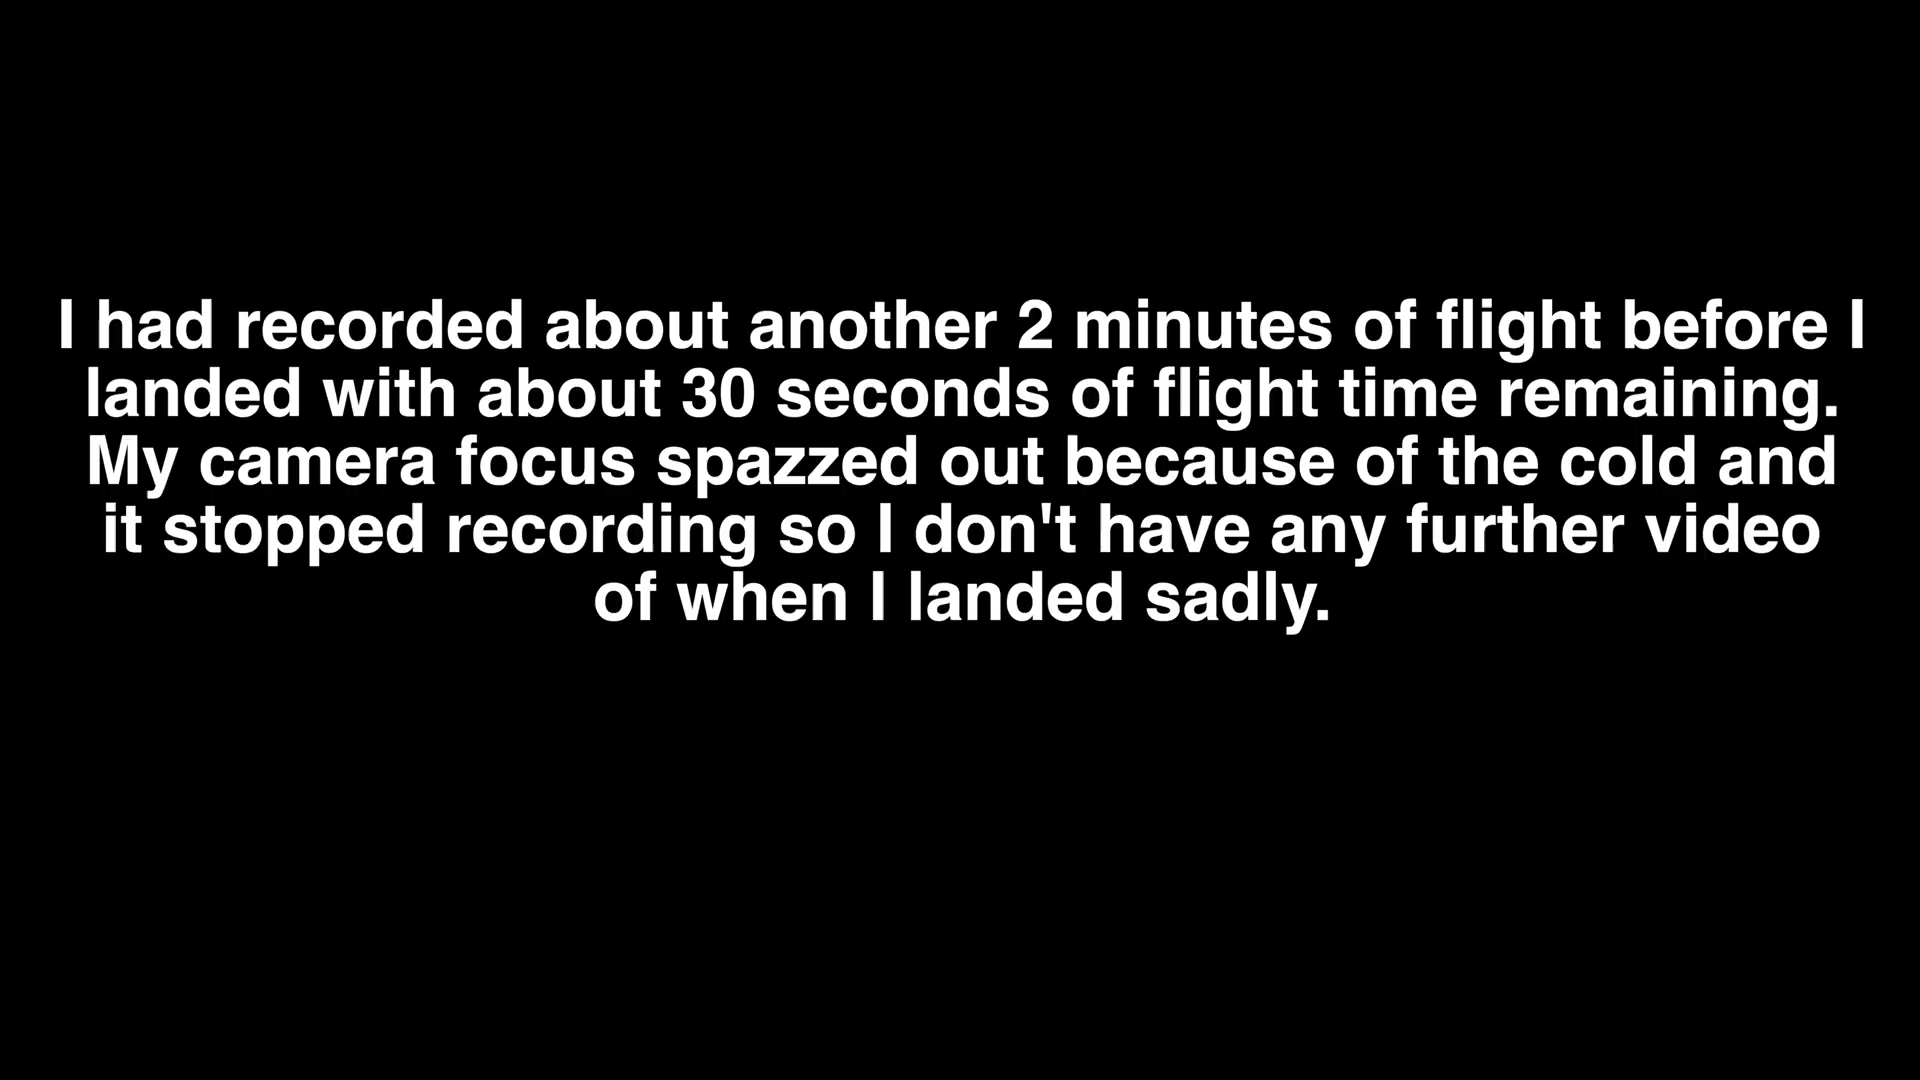 I had recorded about another 2 minutes of flight before I
landed with about 30 seconds of flight time remaining.
My camera focus spazzed out because of the cold and
it stopped recording so I don't have any further video
of when I landed sadly.